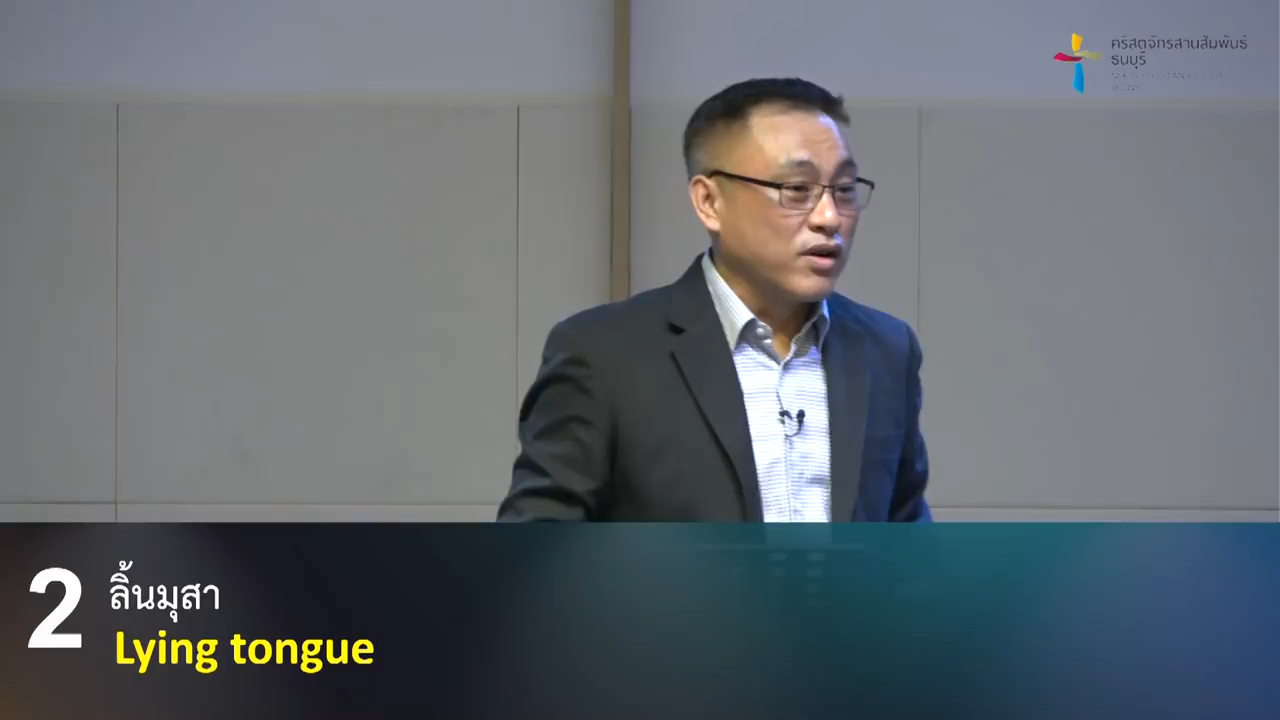 คริสตจักรสานสัมพันธ์
ธนบุรี
2
ลิ้นมุสา
Lying tongue